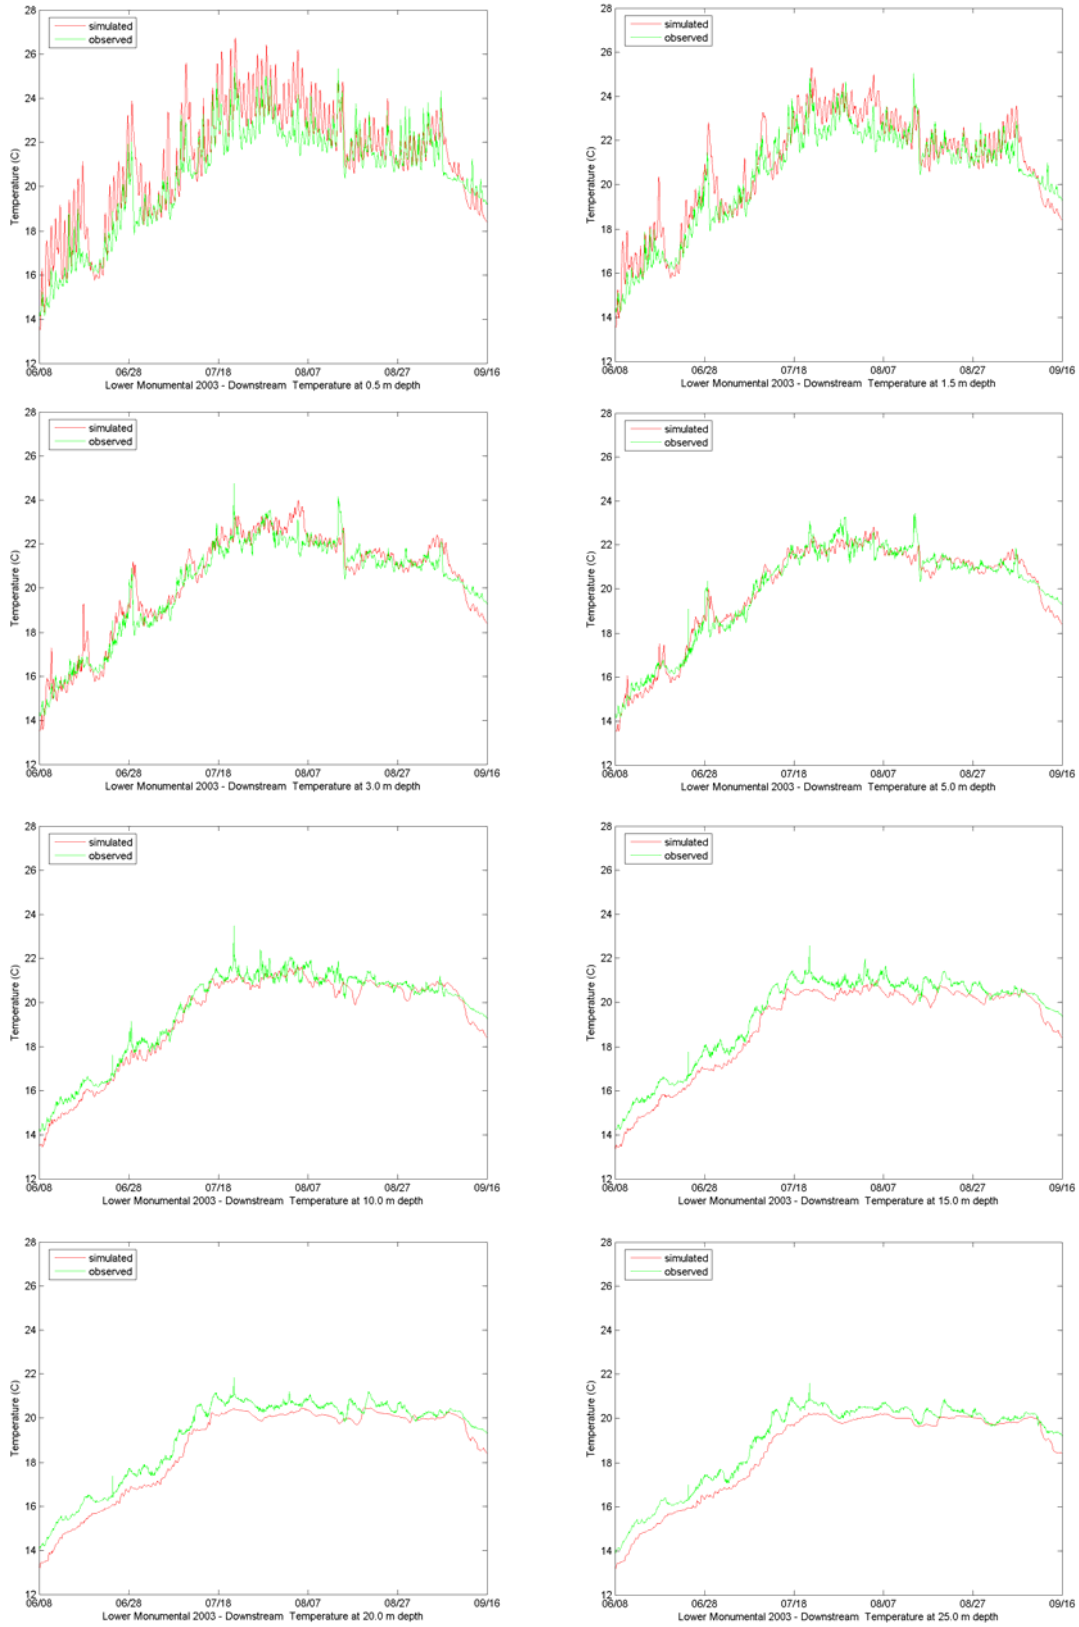 28
26
24
22
20
18
16
14
12
Temperature (C)
simulated
observed
06/08 06/28 07/18 08/07 08/27 09/16
Lower Monumental 2003 - Downstream Temperature at 0.5 m depth
28
26
24
22
20
18
16
14
12
Temperature (C)
simulated
observed
06/08 06/28 07/18 08/07 08/27 09/16
Lower Monumental 2003 - Downstream Temperature at 1.5 m depth
28
26
24
22
20
18
16
14
12
Temperature (C)
simulated
observed
06/08 06/28 07/18 08/07 08/27 09/16
Lower Monumental 2003 - Downstream Temperature at 3.0 m depth
28
26
24
22
20
18
16
14
12
Temperature (C)
simulated
observed
06/08 06/28 07/18 08/07 08/27 09/16
Lower Monumental 2003 - Downstream Temperature at 5.0 m depth
28
26
24
22
20
18
16
14
12
Temperature (C)
simulated
observed
06/08 06/28 07/18 08/07 08/27 09/16
Lower Monumental 2003 - Downstream Temperature at 10.0 m depth
28
26
24
22
20
18
16
14
12
Temperature (C)
simulated
observed
06/08 06/28 07/18 08/07 08/27 09/16
Lower Monumental 2003 - Downstream Temperature at 15.0 m depth
28
26
24
22
20
18
16
14
12
Temperature (C)
simulated
observed
06/08 06/28 07/18 08/07 08/27 09/16
Lower Monumental 2003 - Downstream Temperature at 20.0 m depth
28
26
24
22
20
18
16
14
12
Temperature (C)
simulated
observed
06/08 06/28 07/18 08/07 08/27 09/16
Lower Monumental 2003 - Downstream Temperature at 25.0 m depth